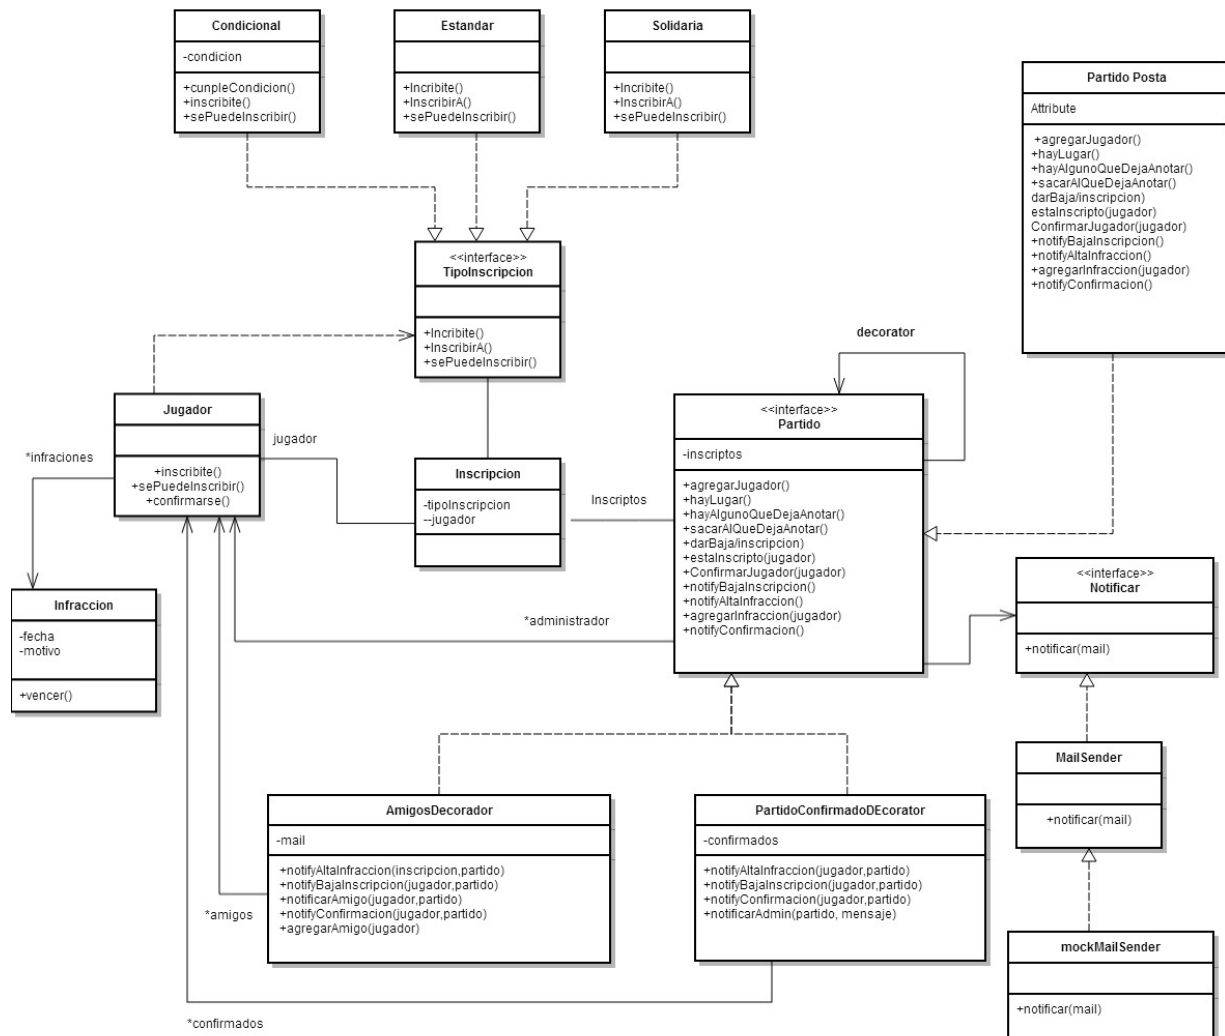 Condicional
-condicion
+cunpleCondicion()
+inscribite()
+sePuedeInscribir()
Estandar
+Incribite()
+InscribirA()
+sePuedeInscribir()
Solidaria
+Incribite()
+InscribirA()
+sePuedeInscribir()
Partido Posta
Attribute
+agregarJugador()
+hayLugar()
+hayAlgunoQueDejaAnotar()
+sacarAlQueDejaAnotar()
darBaja/inscripcion)
estaInscripto(jugador)
ConfirmarJugador(jugador)
+notifyBajaInscripcion()
+notifyAltaInfraccion()
+agregarInfraccion(jugador)
+notifyConfirmacion()
<<interface>>
TipoInscripcion
+Incribite()
+InscribirA()
+sePuedeInscribir()
decorator
Jugador
+inscribite()
+sePuedeInscribir()
+confirmarse()
jugador
*infraciones
Inscripcion
-tipoInscripcion
--jugador
Inscriptos
<<interface>>
Partido
-inscriptos
+agregarJugador()
+hayLugar()
+hayAlgunoQueDejaAnotar()
+sacarAlQueDejaAnotar()
+darBaja/inscripcion)
+estaInscripto(jugador)
+ConfirmarJugador(jugador)
+notifyBajaInscripcion()
+notifyAltaInfraccion()
+agregarInfraccion(jugador)
+notifyConfirmacion()
<<interface>>
Notificar
+notificar(mail)
Infraccion
-fecha
-motivo
+vencer()
*administrador
MailSender
+notificar(mail)
AmigosDecorador
-mail
+notifyAltaInfraccion(inscripcion,partido)
+notifyBajaInscripcion(jugador,partido)
+notificarAmigo(jugador,partido)
+notifyConfirmacion(jugador,partido)
+agregarAmigo(jugador)
PartidoConfirmadoDEcorator
-confirmados
+notifyAltaInfraccion(jugador,partido)
+notifyBajaInscripcion(jugador,partido)
+notifyConfirmacion(jugador,partido)
+notificarAdmin(partido, mensaje)
*amigos
mockMailSender
+notificar(mail)
*confirmados